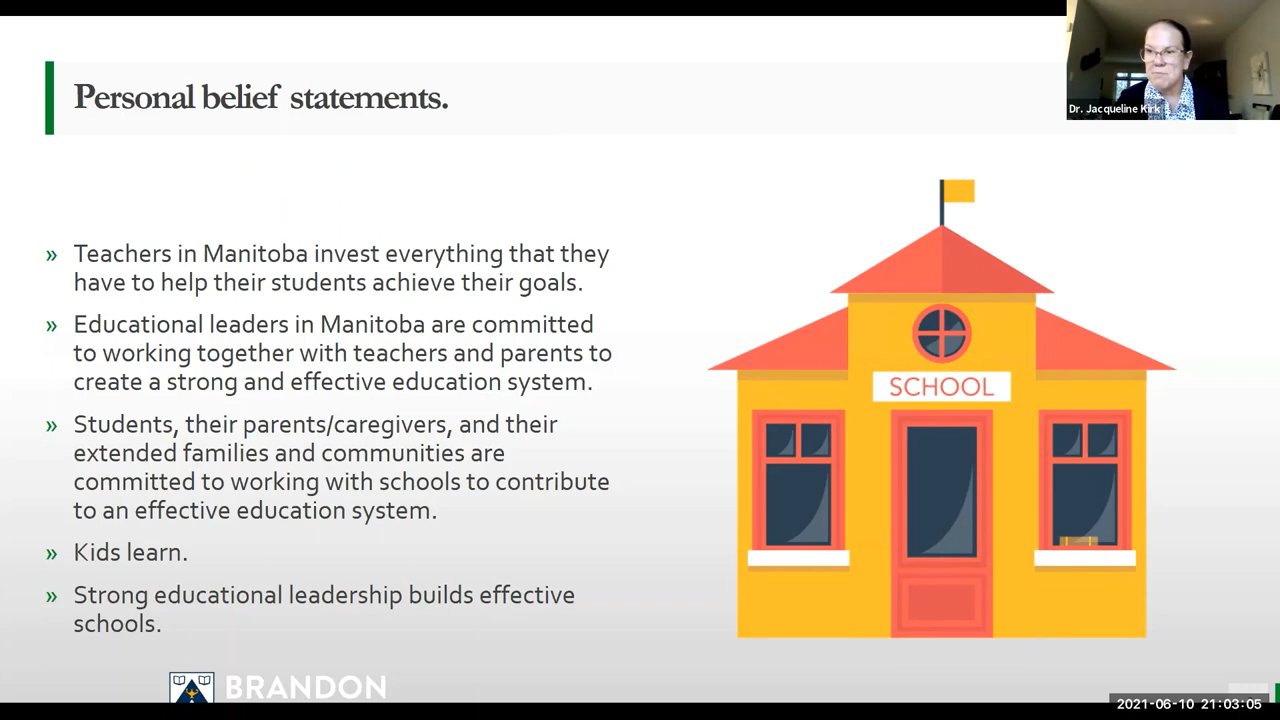 Personal belief statements.
Dr. Jacqueline Kirk
» Teachers in Manitoba invest everything that they
have to help their students achieve their goals.
» Educational leaders in Manitoba are committed
to working together with teachers and parents to
create a strong and effective education system.
» Students, their parents/caregivers, and their
extended families and communities are
committed to working with schools to contribute
to an effective education system.
» Kids learn.
» Strong educational leadership builds effective
schools.
SCHOOL
BRANDON
2021-06-10 21:03:05